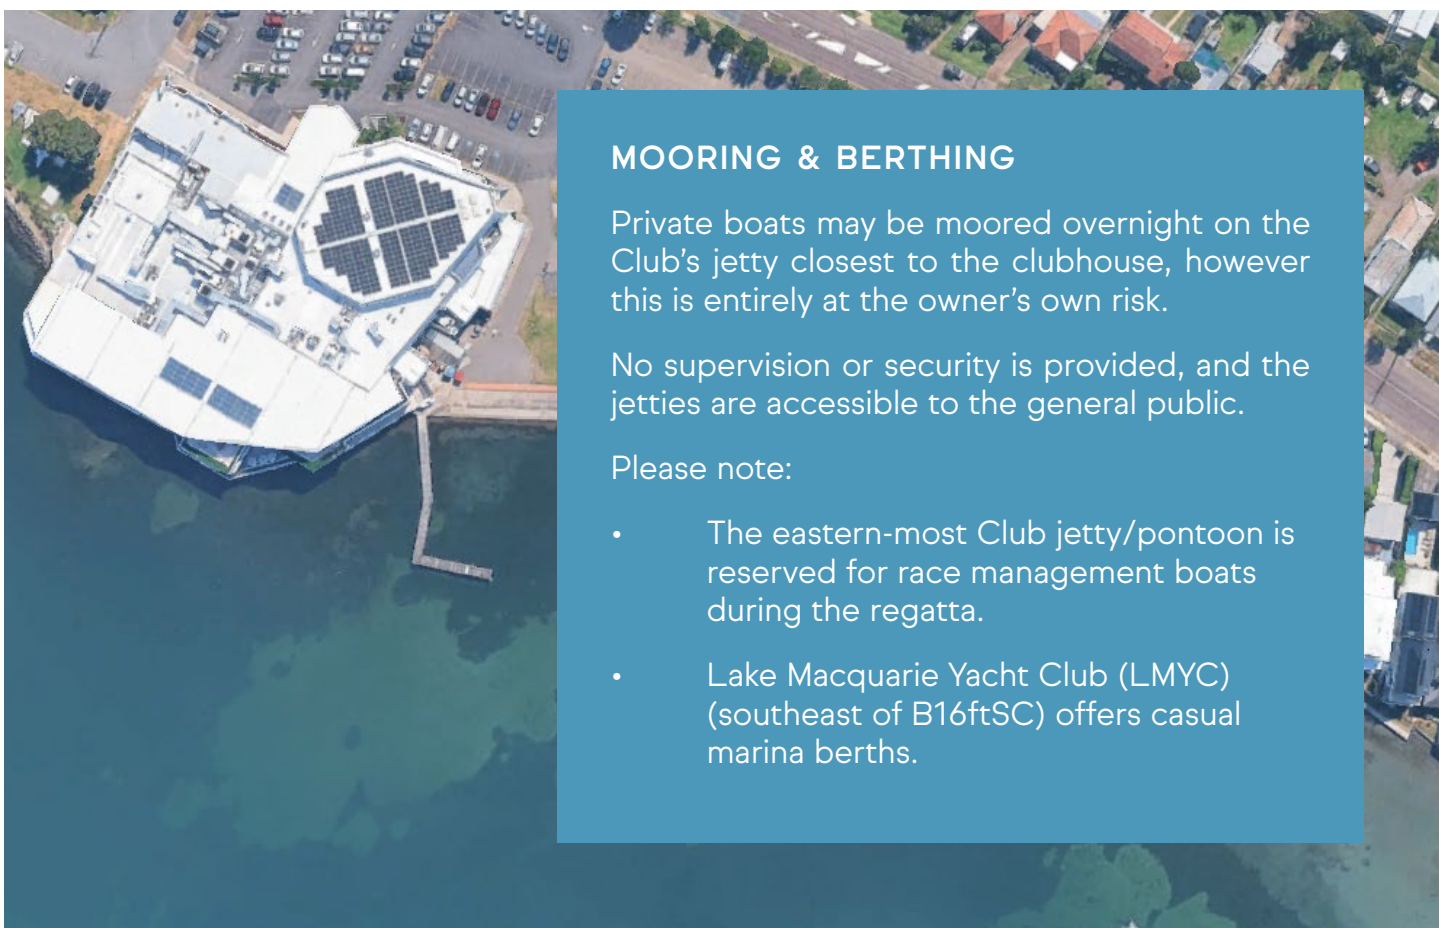 MOORING & BERTHING
Private boats may be moored overnight on the
Club's jetty closest to the clubhouse, however
this is entirely at the owner's own risk.
No supervision or security is provided, and the
jetties are accessible to the general public.
Please note:
• The eastern-most Club jetty/pontoon is
reserved for race management boats
during the regatta.
• Lake Macquarie Yacht Club (LMYC)
(southeast of B16ftSC) offers casual
marina berths.